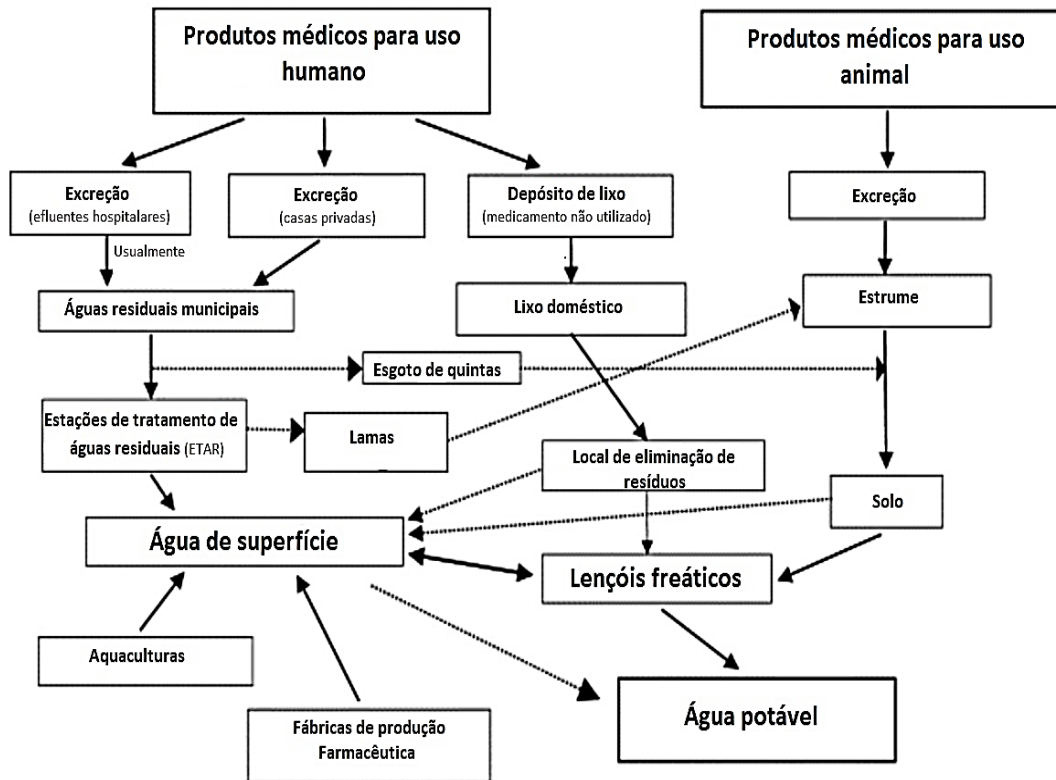 Produtos médicos para uso
humano
Produtos médicos para uso
animal
Excreção
(efluentes hospitalares)
Excreção
(casas privadas)
Depósito de lixo
(medicamento não utilizado)
Excreção
Usualmente
Águas residuais municipais
Lixo doméstico
Estrume
Esgoto de quintas
Estações de tratamento de
águas residuais (ETAR)
Lamas
Local de eliminação de
resíduos
Solo
Água de superfície
Lençóis freáticos
Aquaculturas
Água potável
Fábricas de produção
Farmacêutica